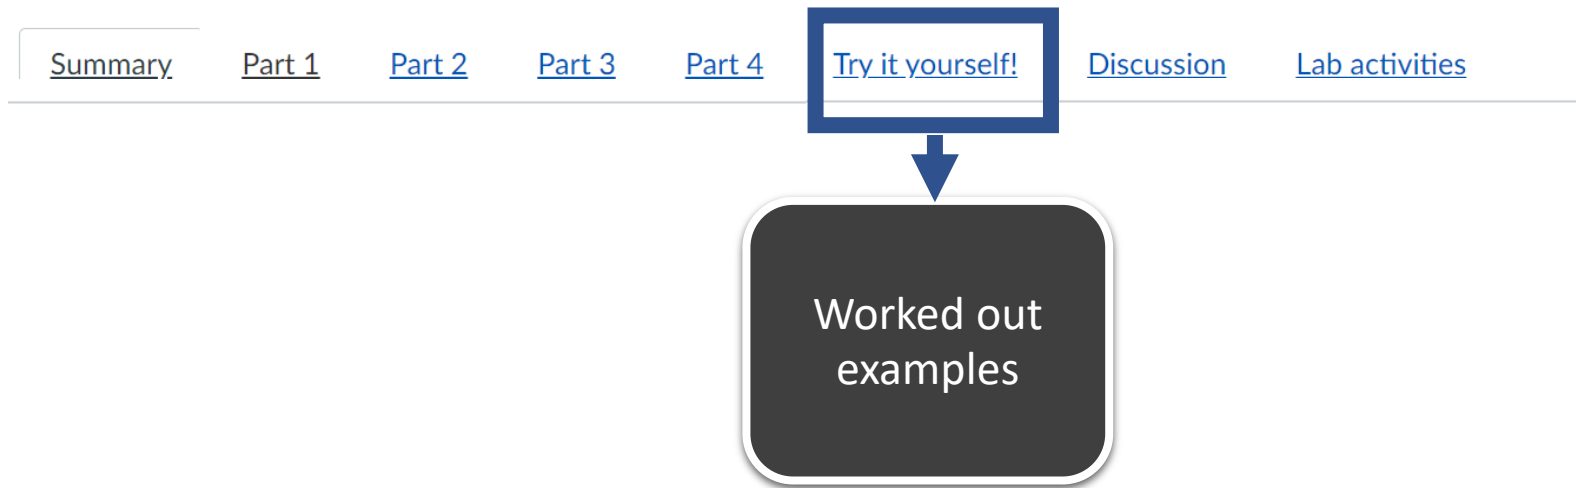 Summary Part 1 Part 2 Part 3 Part 4 Try it yourself! Discussion Lab activities
Worked out
examples